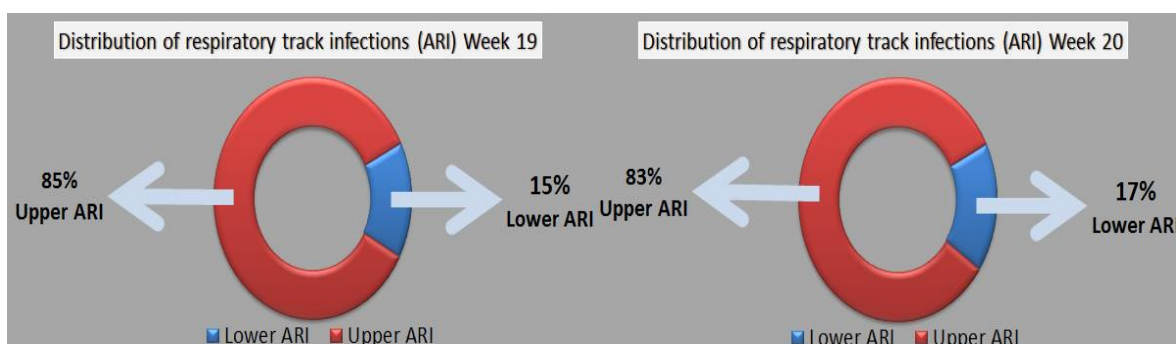 Distribution of respiratory track infections (ARI) Week 19
85%
Upper ARI
15%
Lower ARI
Lower ARI
Upper ARI
Distribution of respiratory track infections (ARI) Week 20
83%
Upper ARI
17%
Lower ARI
Lower ARI
Upper ARI